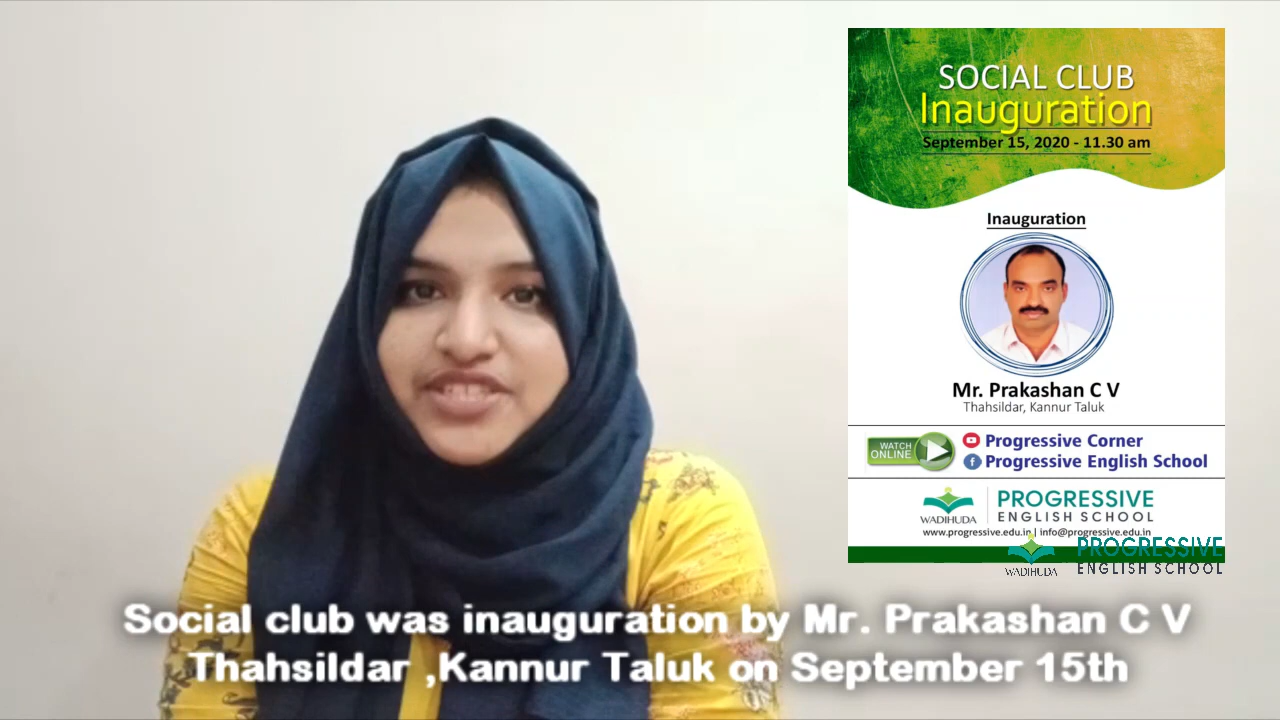 SOCIAL CLUB
Inauguration
September 15, 2020 - 11.30 am
Inauguration
Mr. Prakashan C V
Thahsildar, Kannur Taluk
WATCH
ONLINE
Progressive Corner
Progressive English School
WADIHUDA
PROGRESSIVE
ENGLISH SCHOOL
www.progressive.edu.in | info@progressive.edu.in
WADIHUDA
PROGRESSIVE
ENGLISH SCHOOL
Social club was inauguration by Mr. Prakashan C V
Thahsildar ,Kannur Taluk on September 15th